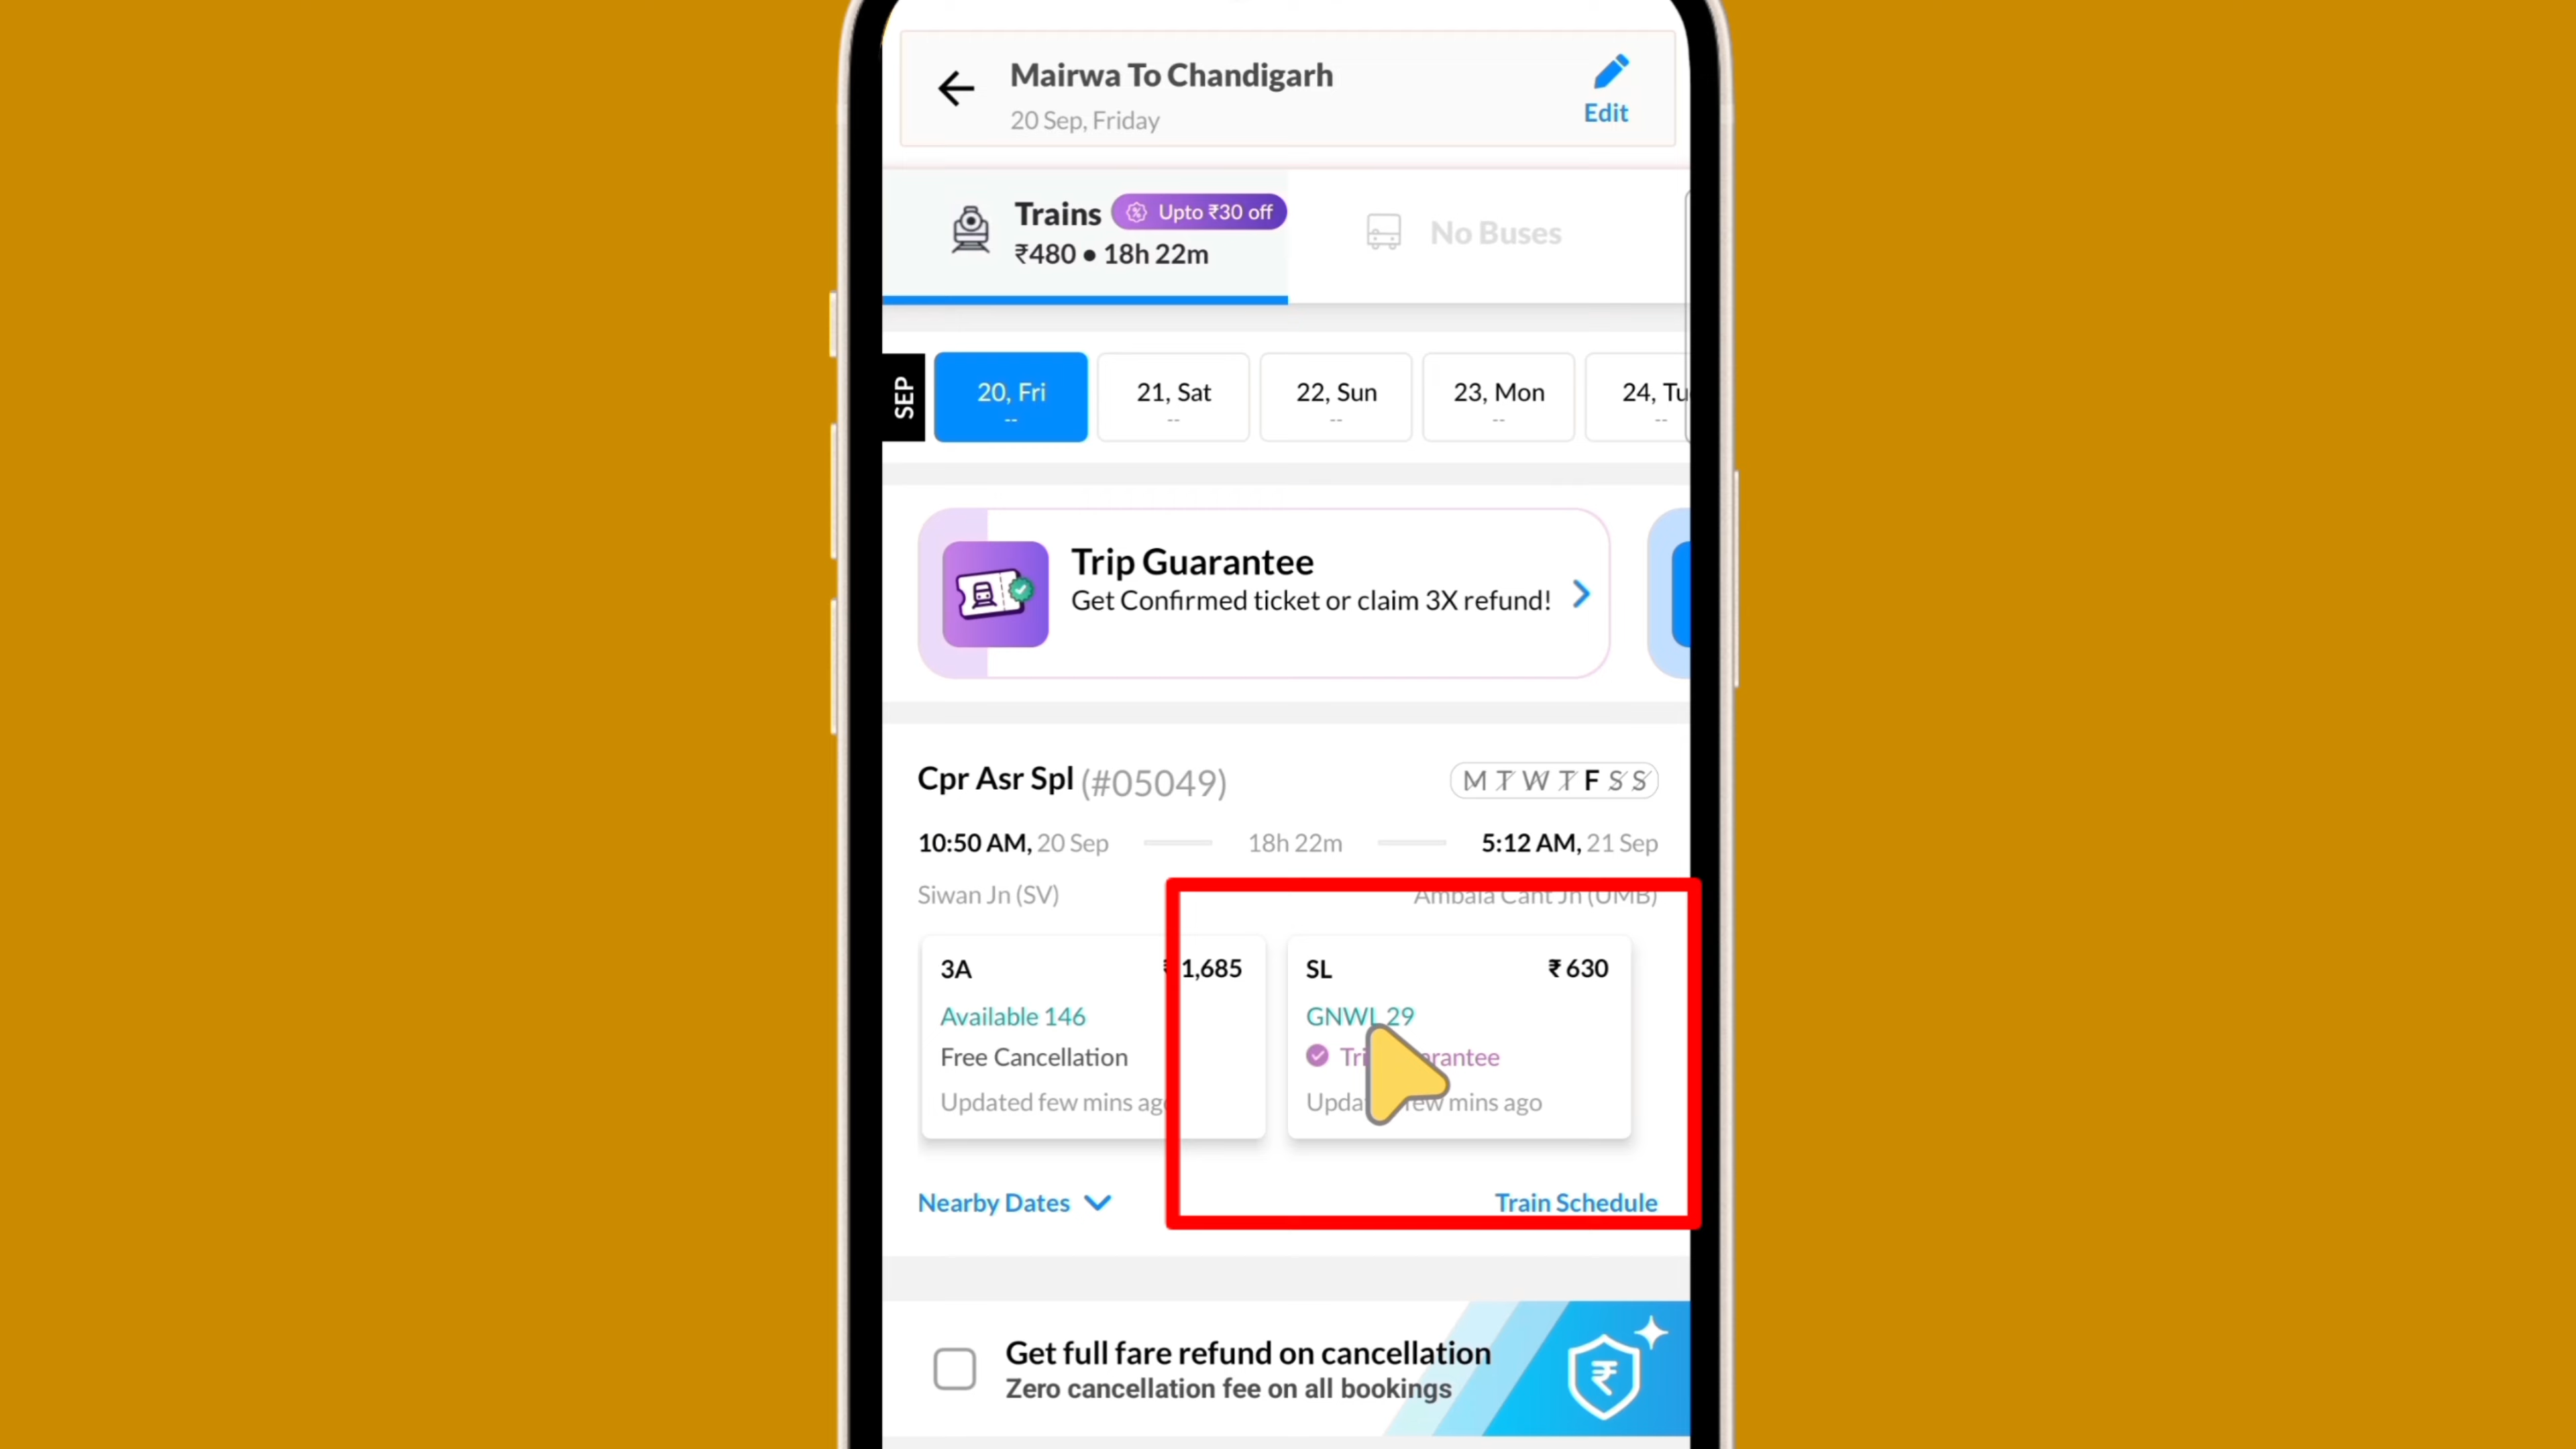 Mairwa To Chandigarh
20 Sep, Friday
Edit
Trains
Upto ₹30 off
₹480 • 18h 22m
No Buses
SEP
20, Fri
--
21, Sat
--
22, Sun
--
23, Mon
--
24, Tu
--
Trip Guarantee
Get Confirmed ticket or claim 3X refund!
Cpr Asr Spl (#05049)
M T W T F S S
10:50 AM, 20 Sep
18h 22m
5:12 AM, 21 Sep
Siwan Jn (SV)
Ambala Cant Jn (UMB)
3A
1,685
Available 146
Free Cancellation
Updated few mins ago
SL
₹ 630
GNWL 29
Updated few mins ago
Nearby Dates
Train Schedule
Get full fare refund on cancellation
Zero cancellation fee on all bookings
₹